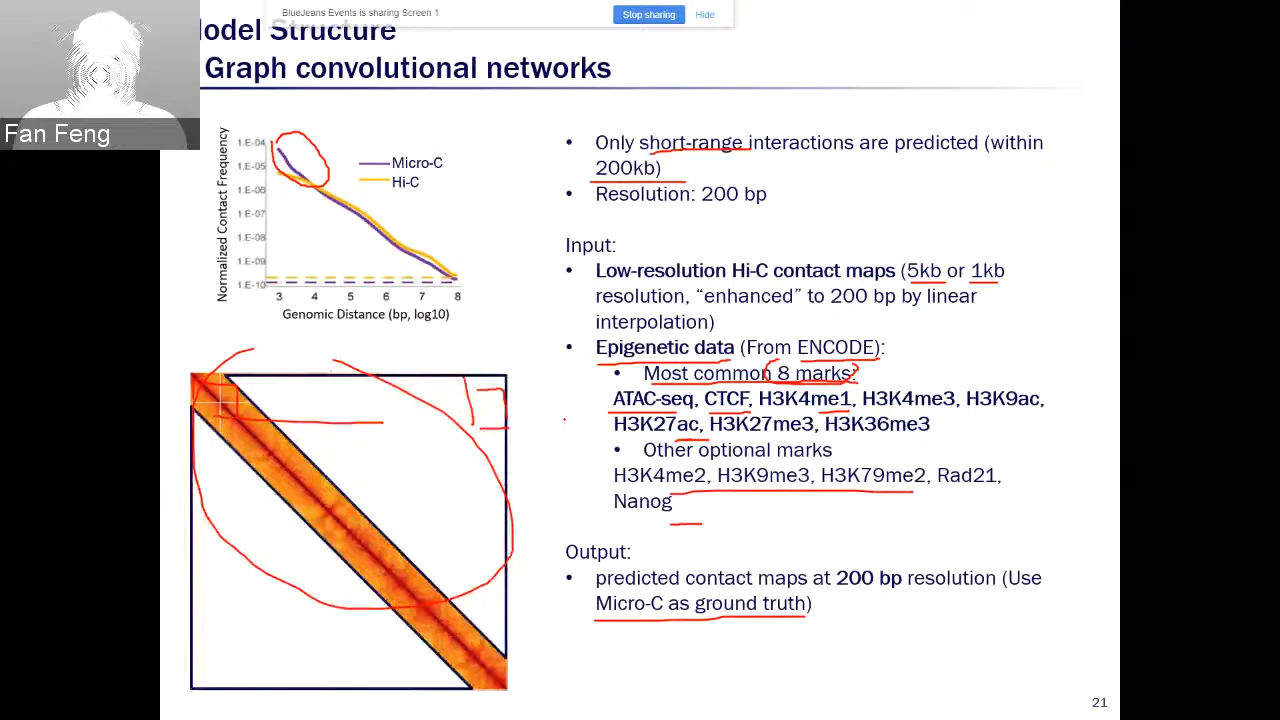 BlueJeans Events is sharing Screen 1
Stop sharing
Hide
odel Structure
Graph convolutional networks
Fan Feng
Normalized Contact Frequency
1.E-04
1.E-05
1.E-06
1.E-07
1.E-08
1.E-09
1.E-10
Micro-C
Hi-C
3 4 5 6 7 8
Genomic Distance (bp, log10)
• Only short-range interactions are predicted (within
200kb)
• Resolution: 200 bp
Input:
• Low-resolution Hi-C contact maps (5kb or 1kb
resolution, “enhanced” to 200 bp by linear
interpolation)
• Epigenetic data (From ENCODE):
• Most common 8 marks:
ATAC-seq, CTCF, H3K4me1, H3K4me3, H3K9ac,
H3K27ac, H3K27me3, H3K36me3
• Other optional marks
H3K4me2, H3K9me3, H3K79me2, Rad21,
Nanog
Output:
• predicted contact maps at 200 bp resolution (Use
Micro-C as ground truth)
21